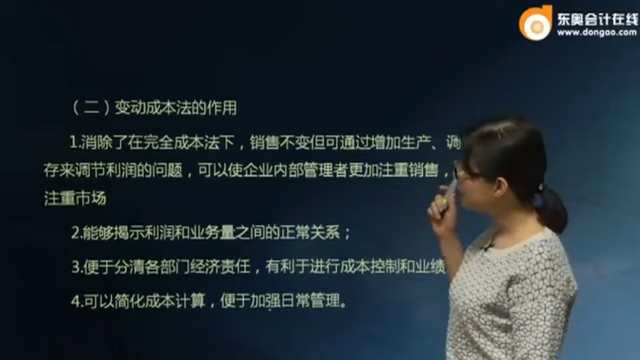 东奥会计在线
www.dongao.com
（二）变动成本法的作用
1.消除了在完全成本法下，销售不变但可通过增加生产、调
存来调节利润的问题，可以使企业内部管理者更加注重销售，
注重市场
2.能够揭示利润和业务量之间的正常关系；
3.便于分清各部门经济责任，有利于进行成本控制和业绩
4.可以简化成本计算，便于加强日常管理。